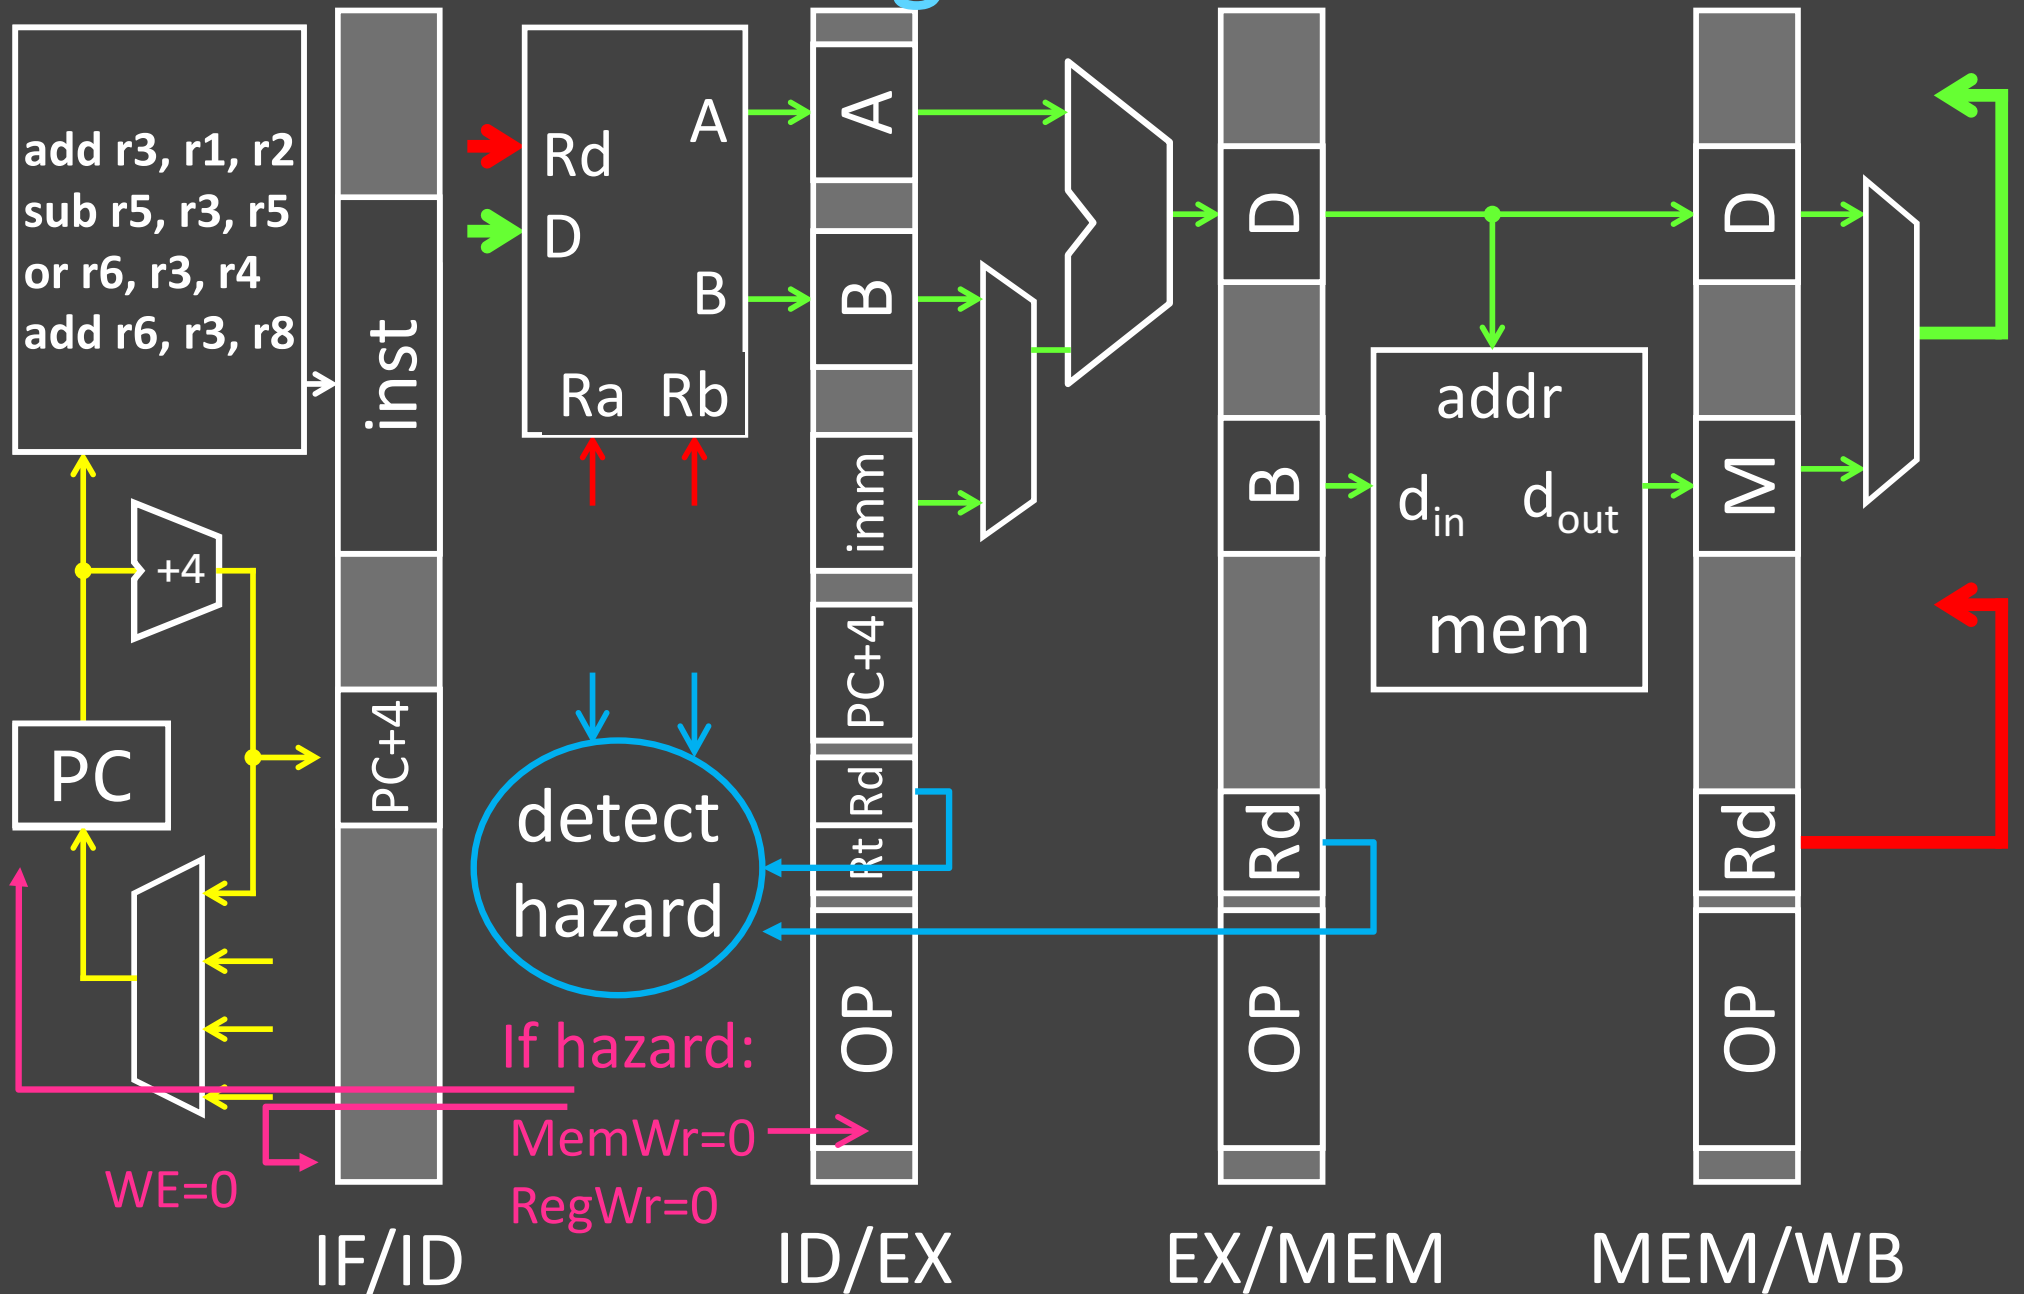 add r3, r1, r2
sub r5, r3, r5
or r6, r3, r4
add r6, r3, r8
+4
PC
inst
PC+4
Rd
D
A
B
Ra Rb
detect
hazard
If hazard:
MemWr=0
RegWr=0
WE=0
A
B
imm
PC+4
Rd
Rt
OP
D
B
Rd
OP
addr
din dout
mem
D
M
Rd
OP
IF/ID ID/EX EX/MEM MEM/WB